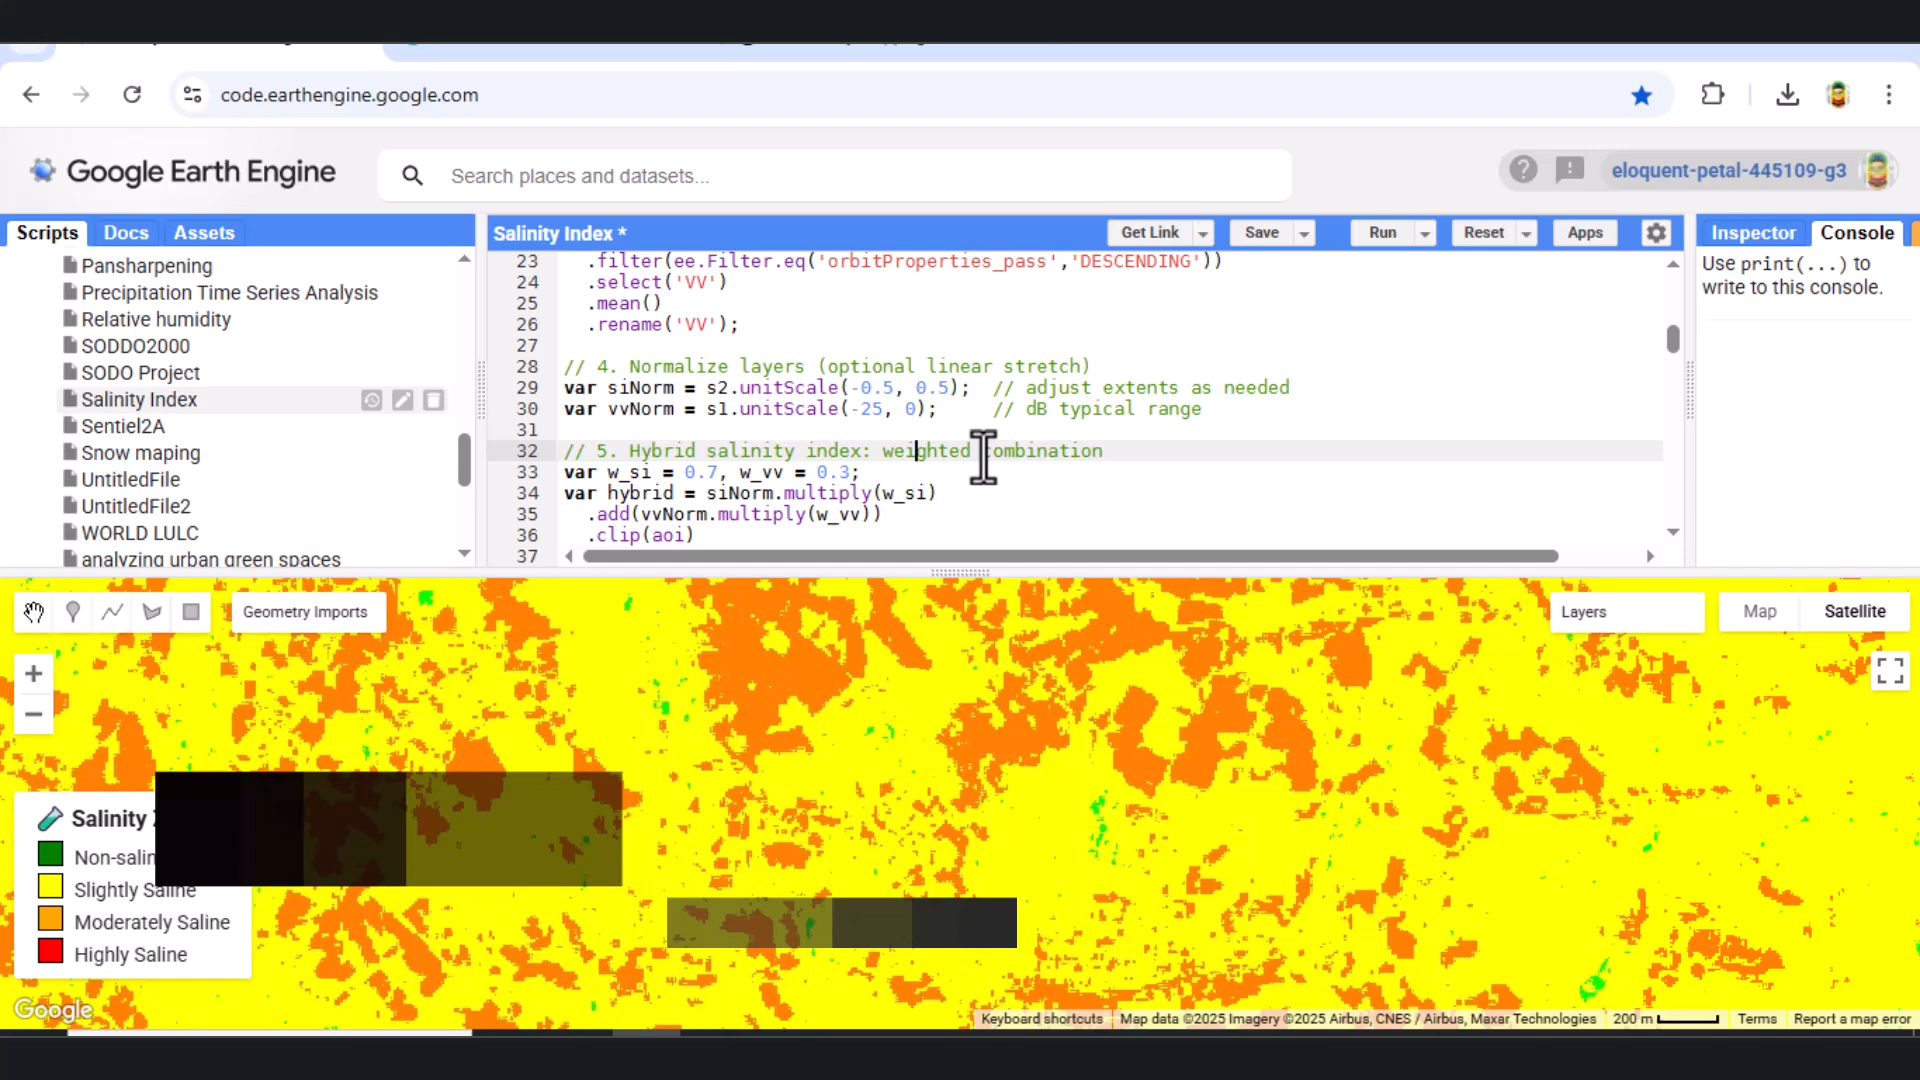 code.earthengine.google.com
Google Earth Engine
Search places and datasets...
eloquent-petal-445109-g3
Scripts Docs Assets
Pansharpening
Precipitation Time Series Analysis
Relative humidity
SODDO2000
SODO Project
Salinity Index
Sentiel2A
Snow maping
UntitledFile
UntitledFile2
WORLD LULC
analyzing urban green spaces
Salinity Index *
Get Link Save Run Reset Apps
23 .filter(ee.Filter.eq('orbitProperties_pass','DESCENDING'))
24 .select('VV')
25 .mean()
26 .rename('VV');
27
28 // 4. Normalize layers (optional linear stretch)
29 var siNorm = s2.unitScale(-0.5, 0.5); // adjust extents as needed
30 var vvNorm = s1.unitScale(-25, 0); // dB typical range
31
32 // 5. Hybrid salinity index: weighted combination
33 var w_si = 0.7, w_vv = 0.3;
34 var hybrid = siNorm.multiply(w_si)
35 .add(vvNorm.multiply(w_vv))
36 .clip(aoi)
37
Inspector Console
Use print(...) to
write to this console.
Geometry Imports
Layers
Map Satellite
Salinity
Non-salin
Slightly Saline
Moderately Saline
Highly Saline
Google
Keyboard shortcuts Map data ©2025 Imagery ©2025 Airbus, CNES / Airbus, Maxar Technologies 200 m Terms Report a map error